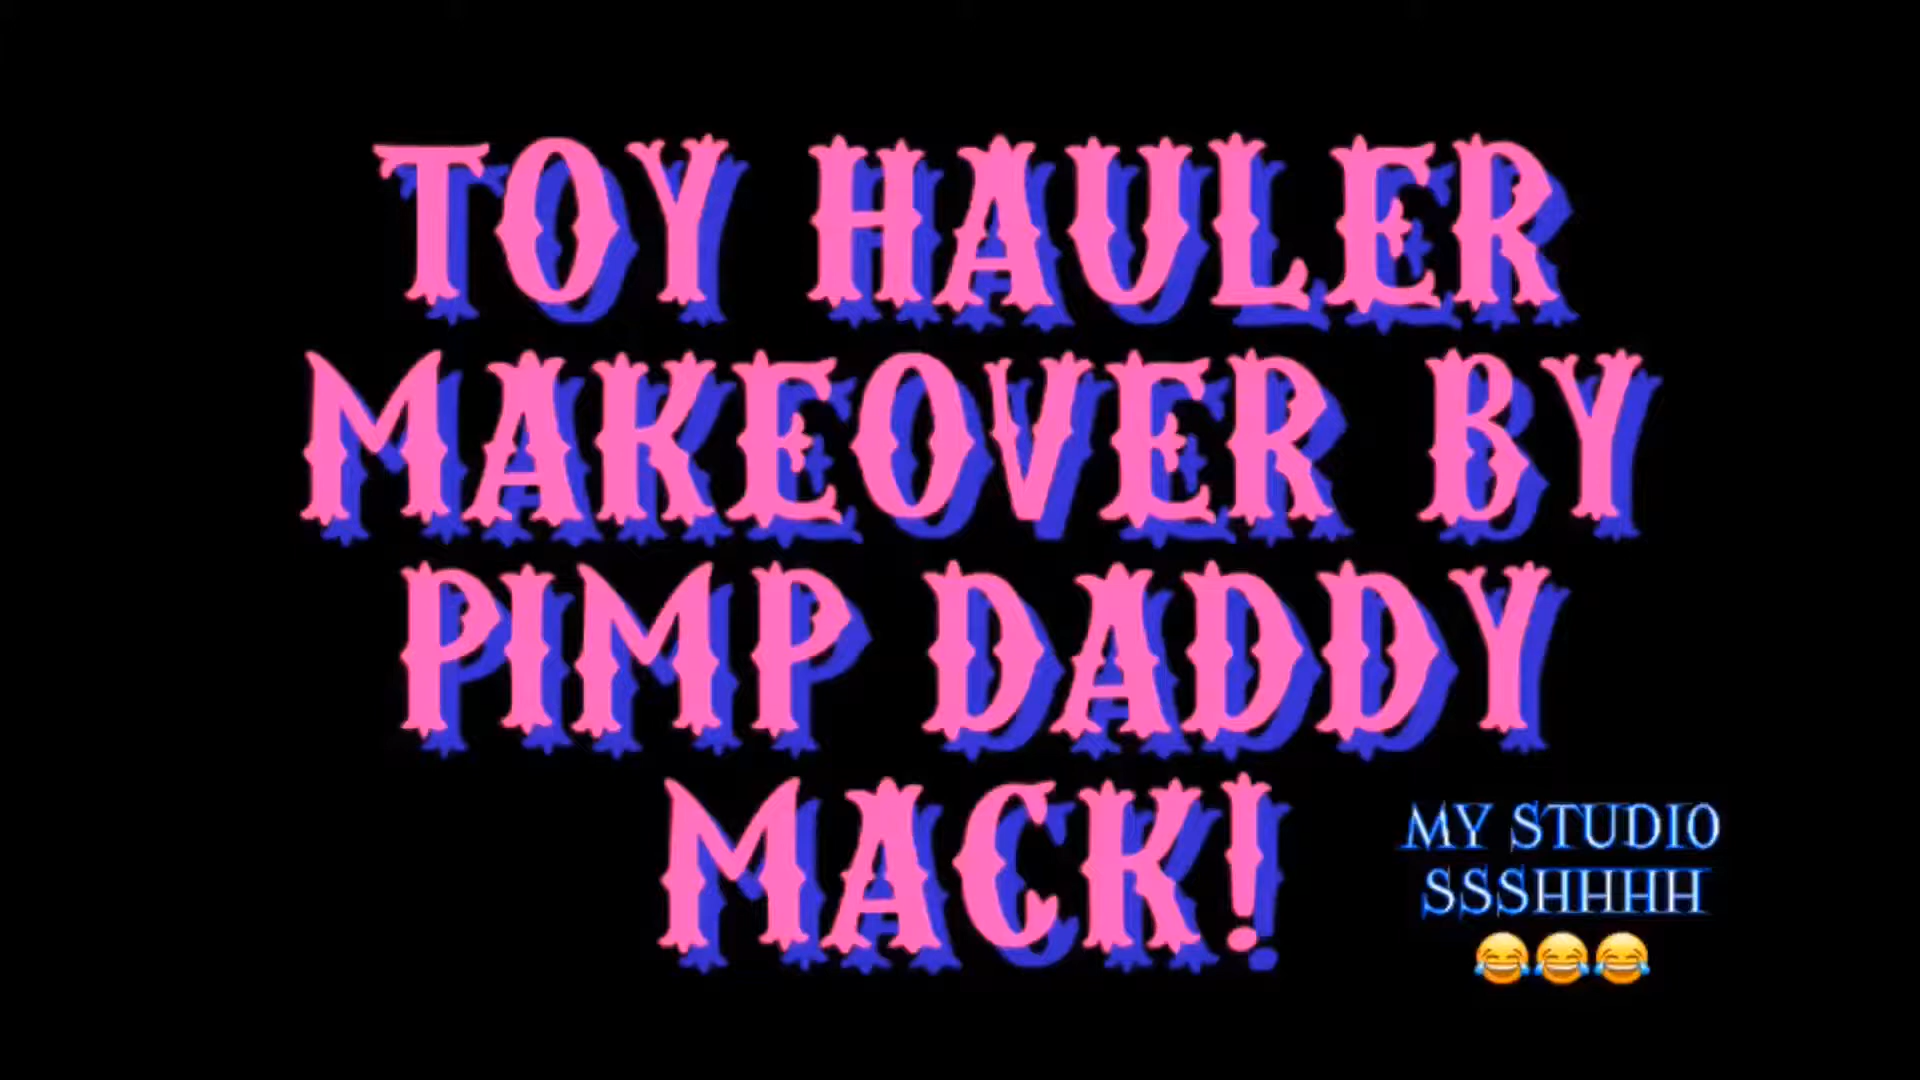 TOY HAULER
MAKEOVER BY
PIMP DADDY
MACK!
MY STUDIO
SSSHHHH
😂😂😂